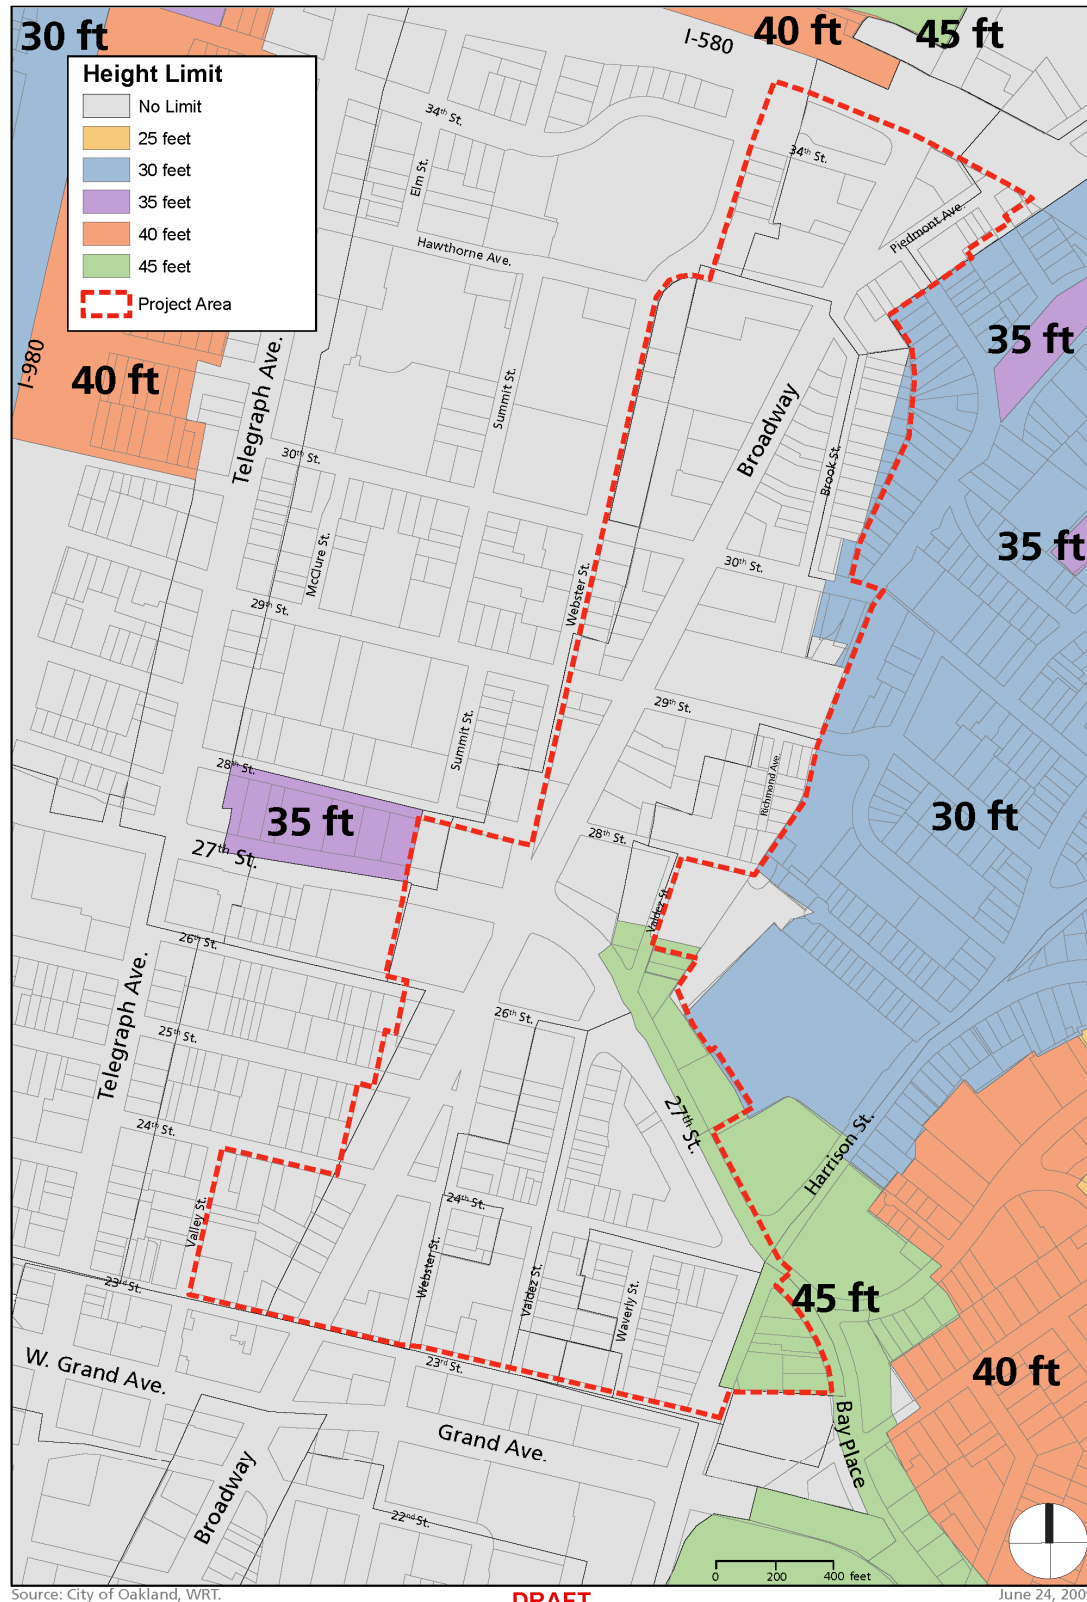 30 ft
40 ft
45 ft
I-580
Height Limit
No Limit
25 feet
30 feet
35 feet
40 feet
45 feet
Project Area
34th St.
34th St.
Elm St.
Piedmont Ave.
Hawthorne Ave.
I-980
40 ft
35 ft
Telegraph Ave.
Summit St.
Broadway
Brook St.
30th St.
35 ft
McClure St.
30th St.
Webster St.
29th St.
29th St.
Summit St.
28th St.
Richmond Ave.
35 ft
30 ft
28th St.
27th St.
Valdez St.
26th St.
Telegraph Ave.
26th St.
25th St.
27th St.
24th St.
Harrison St.
24th St.
Valley St.
Webster St.
Valdez St.
Waverly St.
23rd St.
45 ft
23rd St.
40 ft
W. Grand Ave.
Grand Ave.
Bay Place
Broadway
22nd St.
0 200 400 feet
Source: City of Oakland, WRT.
DRAFT
June 24, 200